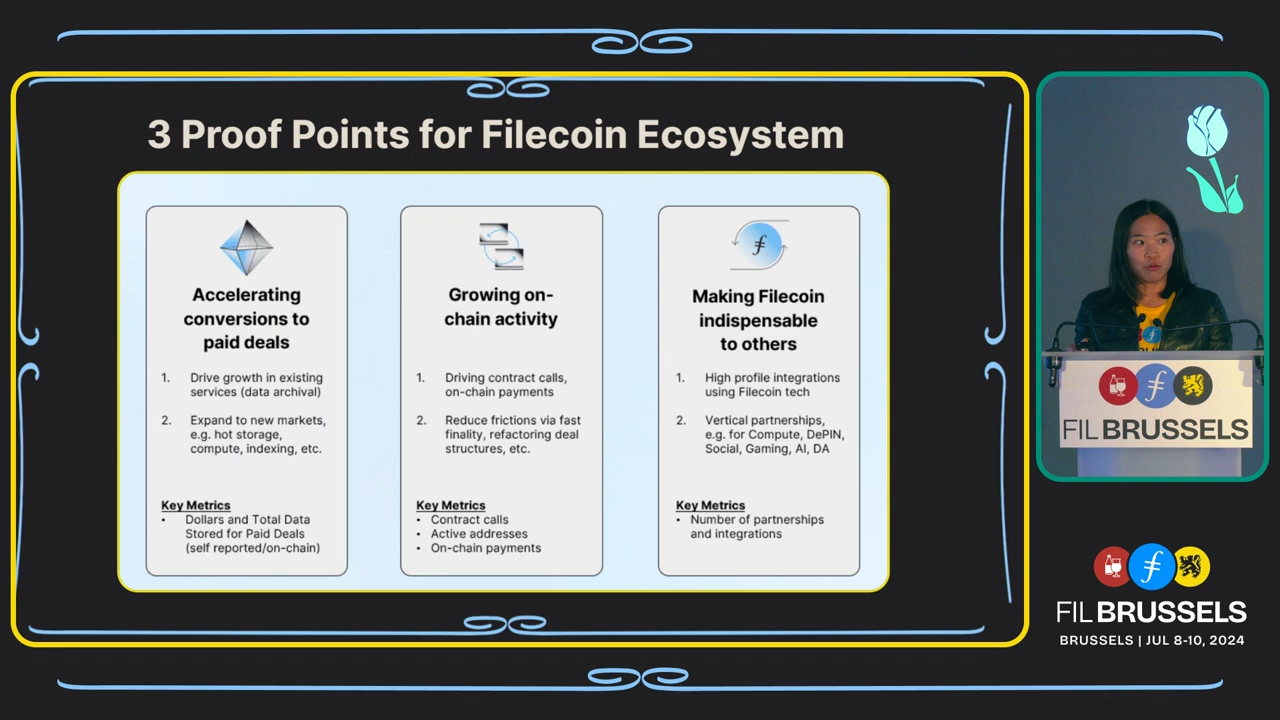 3 Proof Points for Filecoin Ecosystem
Accelerating
conversions to
paid deals
1. Drive growth in existing
services (data archival)
2. Expand to new markets,
e.g. hot storage,
compute, indexing, etc.
Key Metrics
• Dollars and Total Data
Stored for Paid Deals
(self reported/on-chain)
Growing on-
chain activity
1. Driving contract calls,
on-chain payments
2. Reduce frictions via fast
finality, refactoring deal
structures, etc.
Key Metrics
• Contract calls
• Active addresses
• On-chain payments
Making Filecoin
indispensable
to others
1. High profile integrations
using Filecoin tech
2. Vertical partnerships,
e.g. for Compute, DePIN,
Social, Gaming, AI, DA
Key Metrics
• Number of partnerships
and integrations
FIL BRUSSELS
FIL BRUSSELS
BRUSSELS | JUL 8-10, 2024